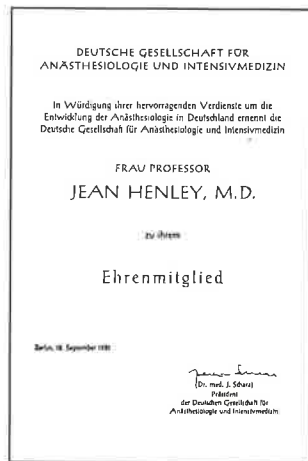 DEUTSCHE GESELLSCHAFT FÜR
ANÄSTHESIOLOGIE UND INTENSIVMEDIZIN
In Würdigung ihrer hervorragenden Verdienste um die
Entwicklung der Anästhesiologie in Deutschland ernennt die
Deutsche Gesellschaft für Anästhesiologie und Intensivmedizin
FRAU PROFESSOR
JEAN HENLEY, M.D.
zu ihrem
Ehrenmitglied
Berlin, September
(Dr. med. J. Schara)
Präsident
der Deutschen Gesellschaft für
Anästhesiologie und Intensivmedizin